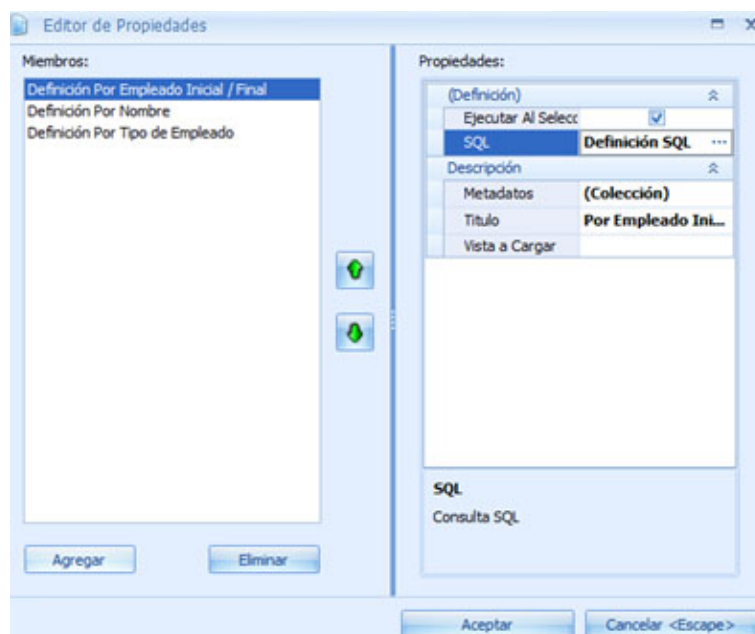 Editor de Propiedades
Miembros:
Definición Por Empleado Inicial / Final
Definición Por Nombre
Definición Por Tipo de Empleado
Agregar
Eliminar
Propiedades:
(Definición)
Ejecutar Al Selecc
SQL Definición SQL ...
Descripción
Metadatos (Colección)
Titulo Por Empleado Ini...
Vista a Cargar
SQL
Consulta SQL
Aceptar
Cancelar <Escape>